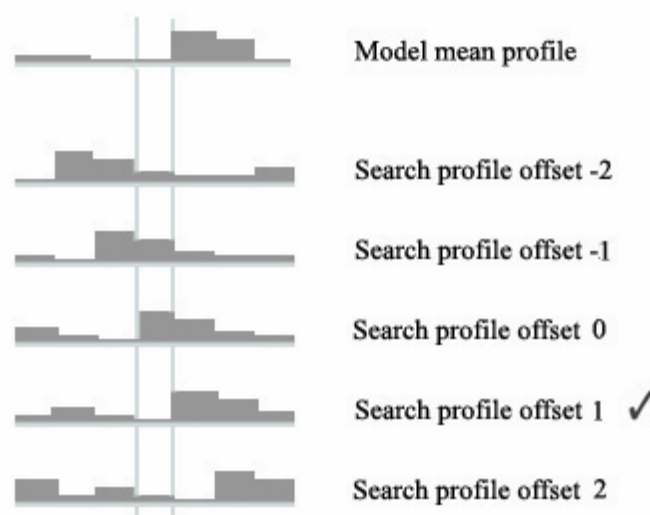 Model mean profile
Search profile offset -2
Search profile offset -1
Search profile offset 0
Search profile offset 1 ✓
Search profile offset 2